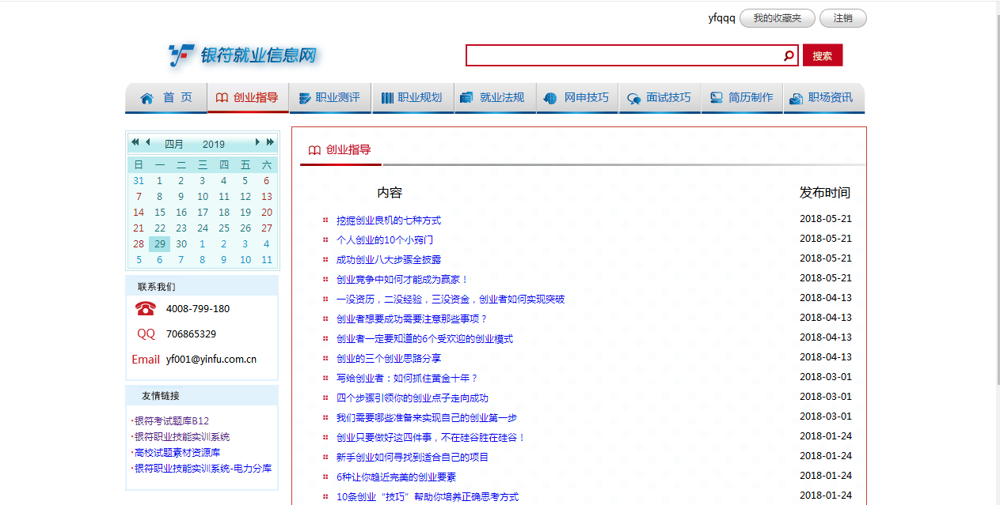 yfqqq 我的收藏夹 注销
银符就业信息网 搜索
首 页 创业指导 职业测评 职业规划 就业法规 网申技巧 面试技巧 简历制作 职场资讯
四月 2019
日 一 二 三 四 五 六
31 1 2 3 4 5 6
7 8 9 10 11 12 13
14 15 16 17 18 19 20
21 22 23 24 25 26 27
28 29 30 1 2 3 4
5 6 7 8 9 10 11
联系我们
4008-799-180
QQ 706865329
Email yf001@yinfu.com.cn
友情链接
·银符考试题库B12
·银符职业技能实训系统
·高校试题素材资源库
·银符职业技能实训系统-电力分库
创业指导
内容 发布时间
挖掘创业良机的七种方式 2018-05-21
个人创业的10个小窍门 2018-05-21
成功创业八大步骤全披露 2018-05-21
创业竞争中如何才能成为赢家！ 2018-05-21
一没资历，二没经验，三没资金，创业者如何实现突破 2018-04-13
创业者想要成功需要注意那些事项？ 2018-04-13
创业者一定要知道的6个受欢迎的创业模式 2018-04-13
创业的三个创业思路分享 2018-04-13
写给创业者：如何抓住黄金十年？ 2018-03-01
四个步骤引领你的创业点子走向成功 2018-03-01
我们需要哪些准备来实现自己的创业第一步 2018-03-01
创业只要做好这四件事，不在硅谷胜在硅谷！ 2018-01-24
新手创业如何寻找到适合自己的项目 2018-01-24
6种让你趋近完美的创业要素 2018-01-24
10条创业“技巧”帮助你培养正确思考方式 2018-01-24